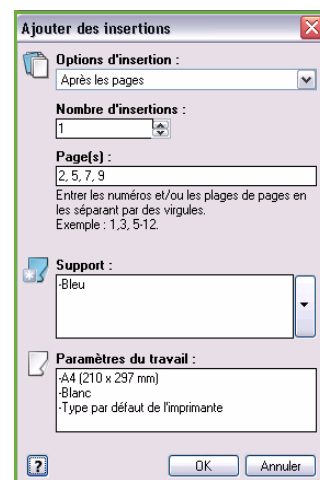 Ajouter des insertions
Options d'insertion :
Après les pages
Nombre d'insertions :
1
Page(s) :
2, 5, 7, 9
Entrer les numéros et/ou les plages de pages en
les séparant par des virgules.
Exemple : 1,3, 5-12.
Support :
-Bleu
Paramètres du travail :
-A4 (210 x 297 mm)
-Blanc
-Type par défaut de l'imprimante
?
OK
Annuler